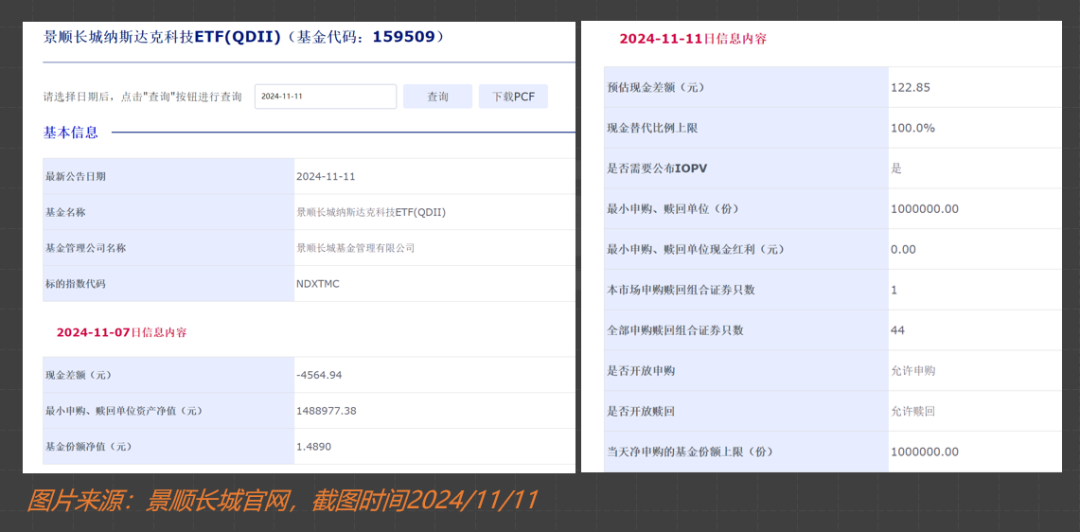 景顺长城纳斯达克科技ETF(QDII)（基金代码：159509）
请选择日期后，点击"查询"按钮进行查询 2024-11-11 查询 下载PCF
基本信息
最新公告日期 2024-11-11
基金名称 景顺长城纳斯达克科技ETF(QDII)
基金管理公司名称 景顺长城基金管理有限公司
标的指数代码 NDXTMC
2024-11-07日信息内容
现金差额（元） -4564.94
最小申购、赎回单位资产净值（元） 1488977.38
基金份额净值（元） 1.4890
2024-11-11日信息内容
预估现金差额（元） 122.85
现金替代比例上限 100.0%
是否需要公布IOPV 是
最小申购、赎回单位（份） 1000000.00
最小申购、赎回单位现金红利（元） 0.00
本市场申购赎回组合证券只数 1
全部申购赎回组合证券只数 44
是否开放申购 允许申购
是否开放赎回 允许赎回
当天净申购的基金份额上限（份） 1000000.00
图片来源：景顺长城官网，截图时间2024/11/11